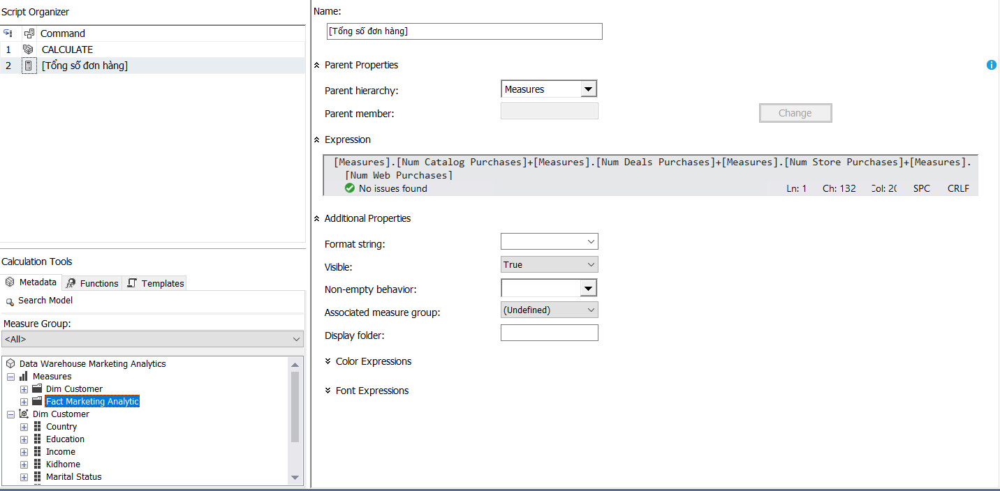 Script Organizer
Command
1 CALCULATE
2 [Tổng số đơn hàng]
Calculation Tools
Metadata Functions Templates
Search Model
Measure Group:
<All>
Data Warehouse Marketing Analytics
Measures
Dim Customer
Fact Marketing Analytic
Dim Customer
Country
Education
Income
Kidhome
Marital Status
Name:
[Tổng số đơn hàng]
Parent Properties
Parent hierarchy: Measures
Parent member: Change
Expression
[Measures].[Num Catalog Purchases]+[Measures].[Num Deals Purchases]+[Measures].[Num Store Purchases]+[Measures].
[Num Web Purchases]
No issues found Ln: 1 Ch: 132 Col: 20 SPC CRLF
Additional Properties
Format string:
Visible: True
Non-empty behavior:
Associated measure group: (Undefined)
Display folder:
Color Expressions
Font Expressions